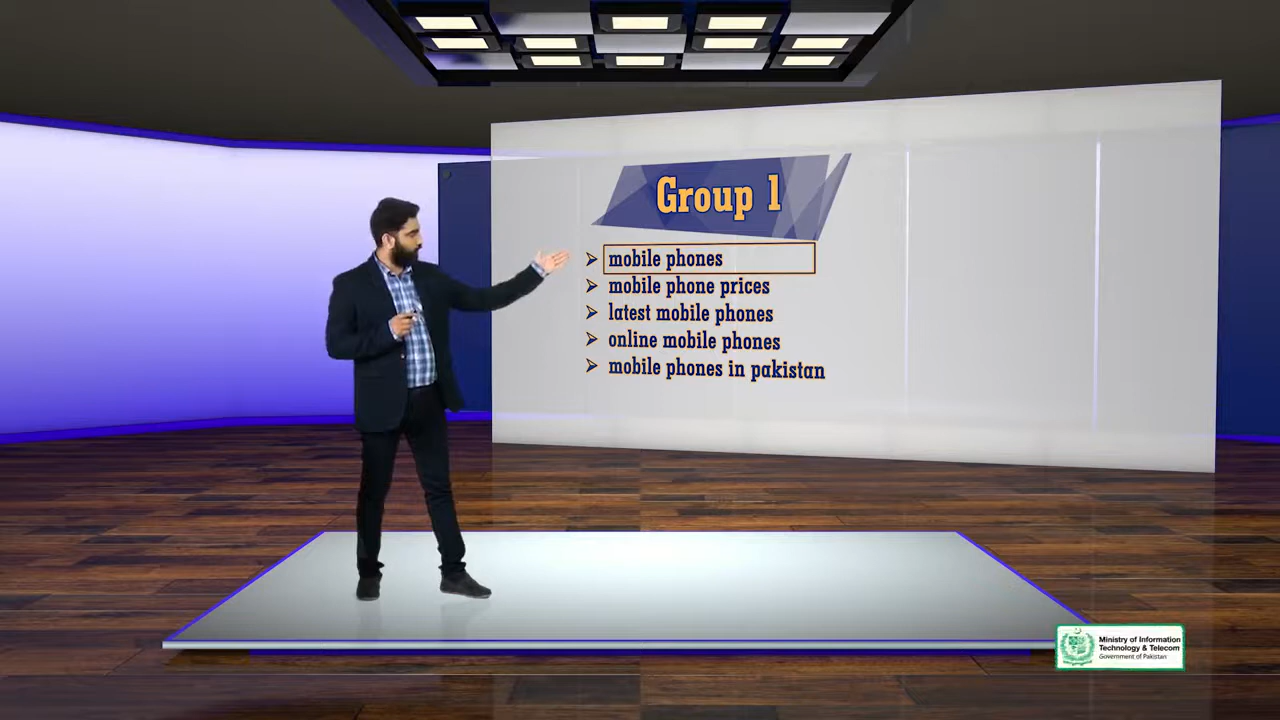 Group 1
mobile phones
mobile phone prices
latest mobile phones
online mobile phones
mobile phones in pakistan
Ministry of Information
Technology & Telecom
Government of Pakistan